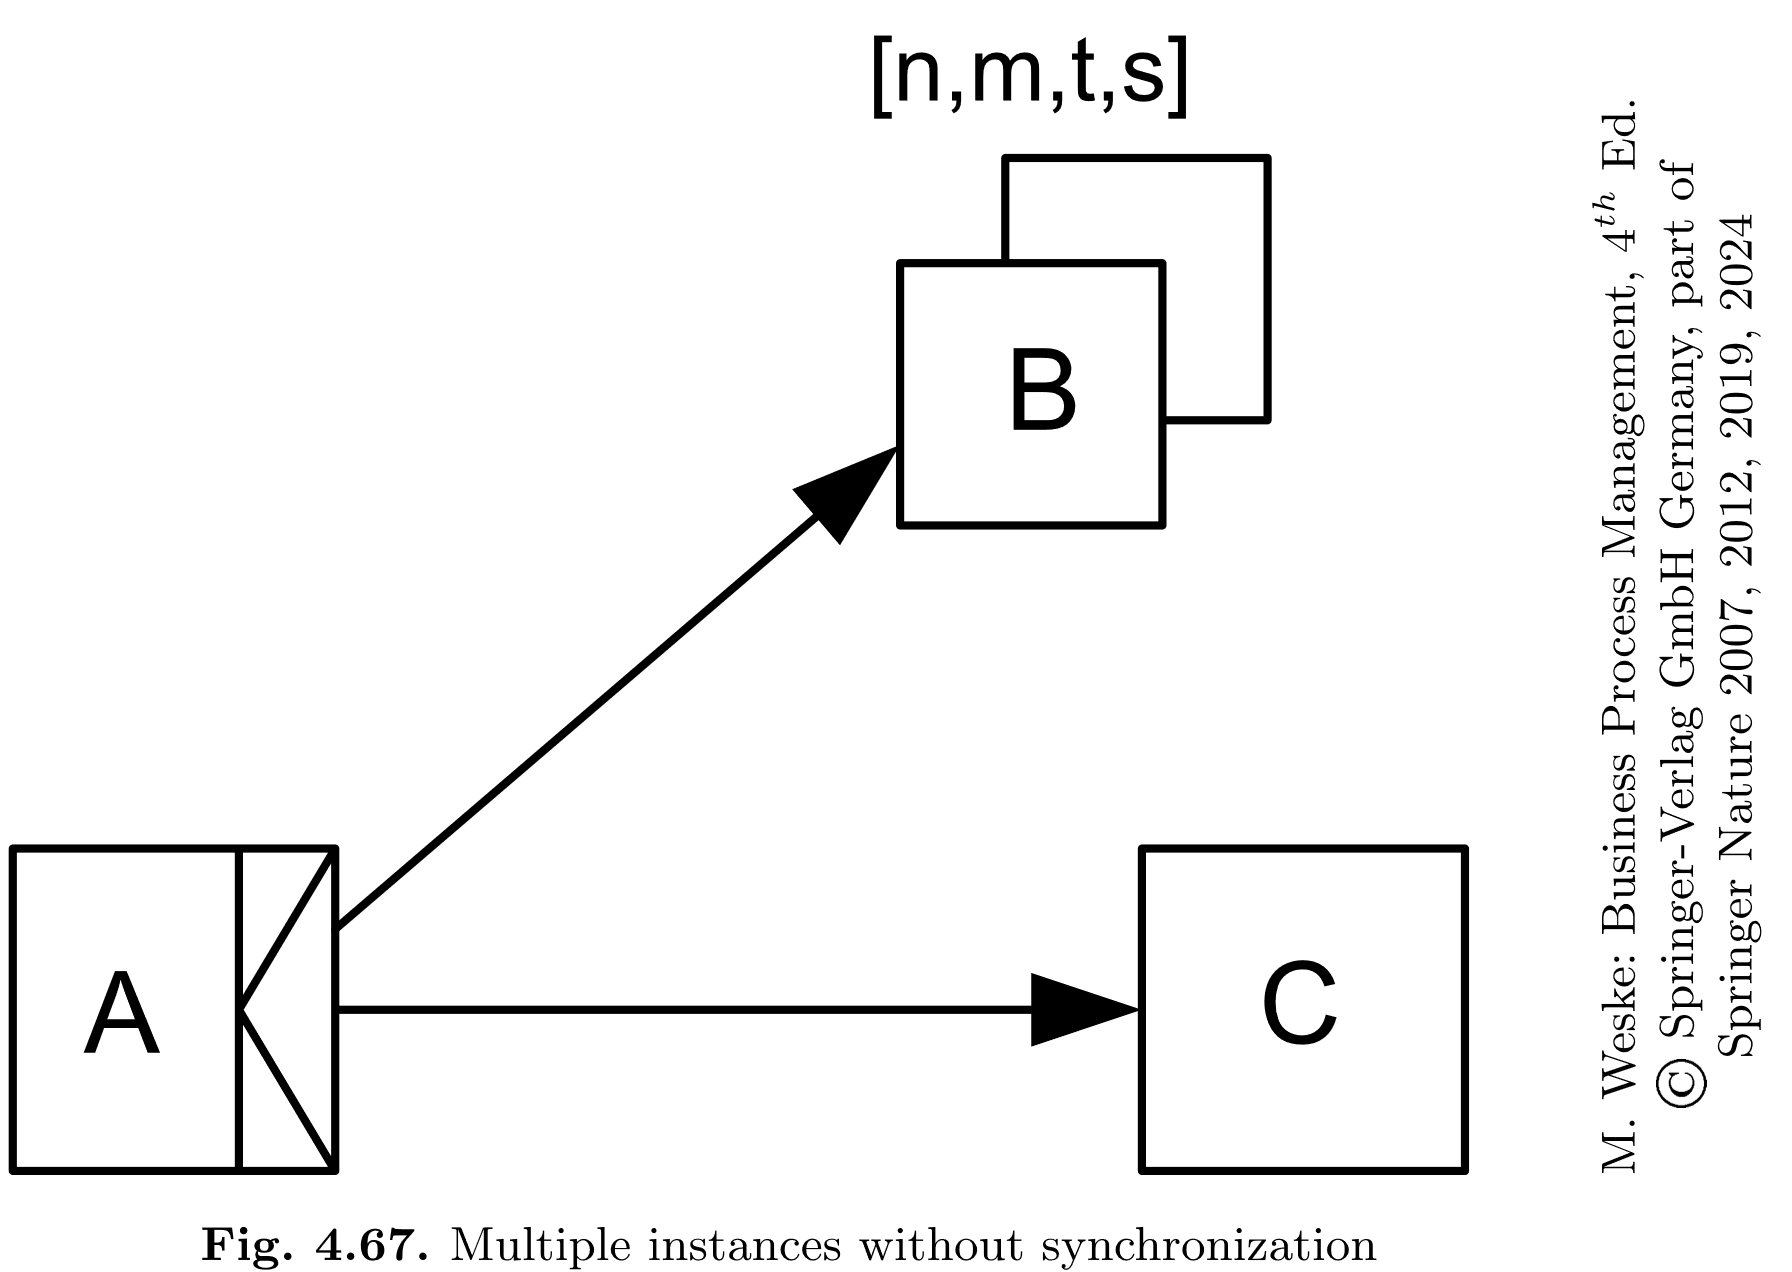 [n,m,t,s]
B
A
C
Fig. 4.67. Multiple instances without synchronization
M. Weske: Business Process Management, 4th Ed.
© Springer-Verlag GmbH Germany, part of
Springer Nature 2007, 2012, 2019, 2024